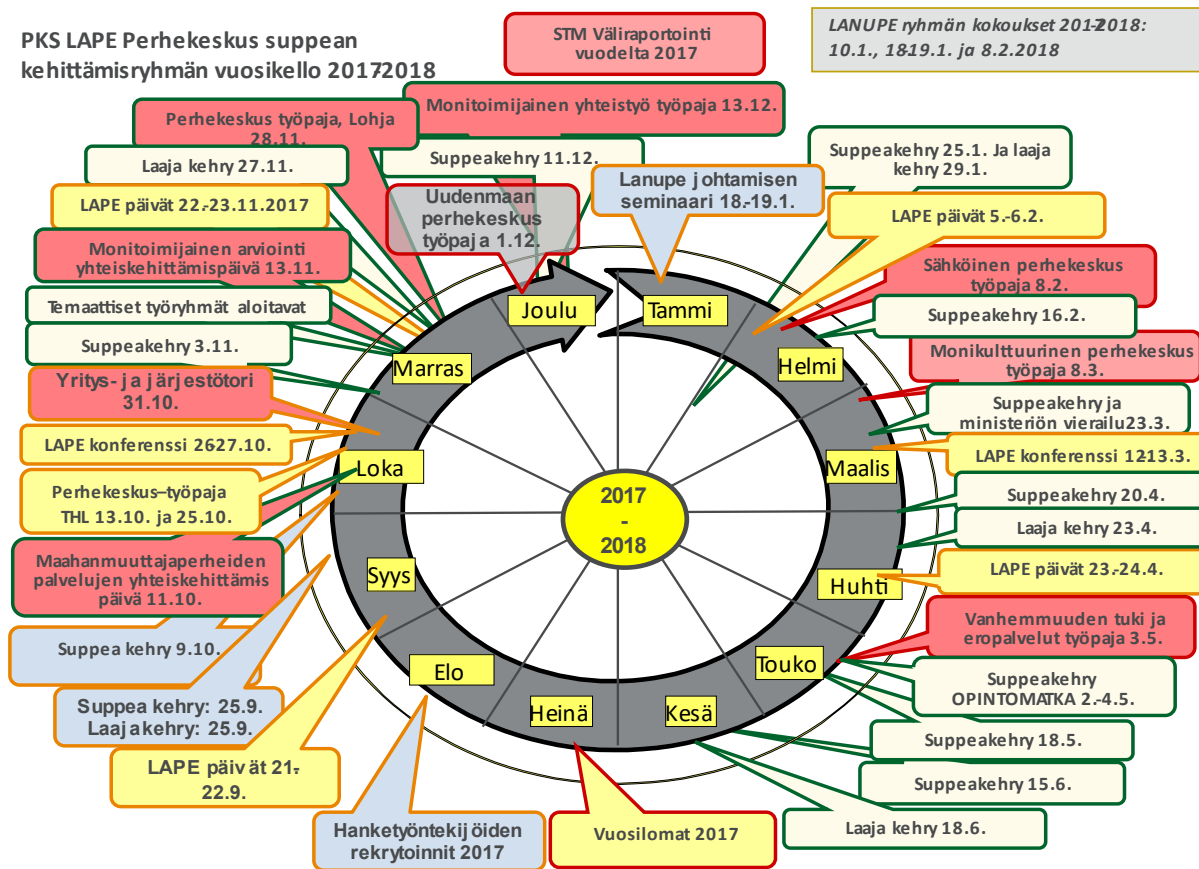 PKS LAPE Perhekeskus suppean
kehittämisryhmän vuosikello 2017-2018
STM Väliraportointi
vuodelta 2017
LANUPE ryhmän kokoukset 2017-2018:
10.1., 18-19.1. ja 8.2.2018
Monitoimijainen yhteistyö työpaja 13.12.
Perhekeskus työpaja, Lohja
28.11.
Suppeakehry 11.12.
Laaja kehry 27.11.
LAPE päivät 22.-23.11.2017
Monitoimijainen arviointi
yhteiskehittämispäivä 13.11.
Temaattiset työryhmät aloitavat
Suppeakehry 3.11.
Yritys- ja järjestötori
31.10.
LAPE konferenssi 26-27.10.
Perhekeskus–työpaja
THL 13.10. ja 25.10.
Maahanmuuttajaperheiden
palvelujen yhteiskehittämis
päivä 11.10.
Suppea kehry 9.10.
Suppea kehry: 25.9.
Laaja kehry: 25.9.
LAPE päivät 21.-
22.9.
Hanketyöntekijöiden
rekrytoinnit 2017
Vuosilomat 2017
Uudenmaan
perhekeskus
työpaja 1.12.
Lanupe johtamisen
seminaari 18.-19.1.
Suppeakehry 25.1. Ja laaja
kehry 29.1.
LAPE päivät 5.-6.2.
Sähköinen perhekeskus
työpaja 8.2.
Suppeakehry 16.2.
Monikulttuurinen perhekeskus
työpaja 8.3.
Suppeakehry ja
ministeriön vierailu 23.3.
LAPE konferenssi 12-13.3.
Suppeakehry 20.4.
Laaja kehry 23.4.
LAPE päivät 23.-24.4.
Vanhemmuuden tuki ja
eropalvelut työpaja 3.5.
Suppeakehry
OPINTOMATKA 2.-4.5.
Suppeakehry 18.5.
Suppeakehry 15.6.
Laaja kehry 18.6.
Joulu
Tammi
Marras
Helmi
Loka
Maalis
Syys
Huhti
Elo
Touko
Heinä
Kesä
2017
-
2018